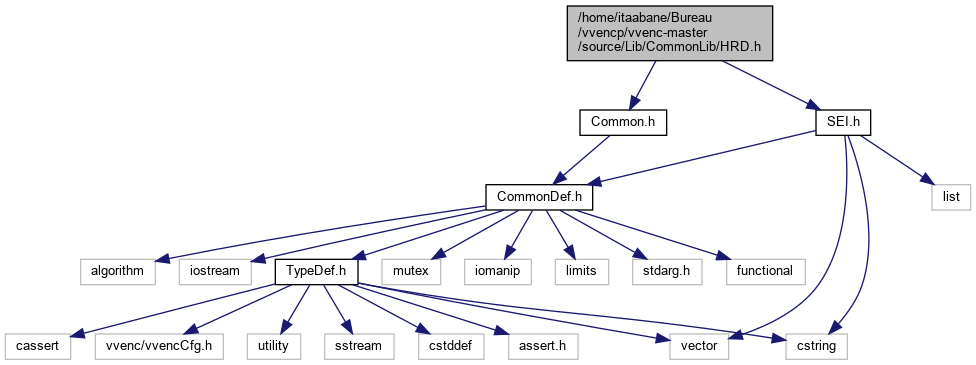 /home/itaabane/Bureau
/vvencp/vvenc-master
/source/Lib/CommonLib/HRD.h
Common.h
SEI.h
CommonDef.h
list
algorithm
iostream
TypeDef.h
mutex
iomanip
limits
stdarg.h
functional
cassert
vvenc/vvencCfg.h
utility
sstream
cstddef
assert.h
vector
cstring